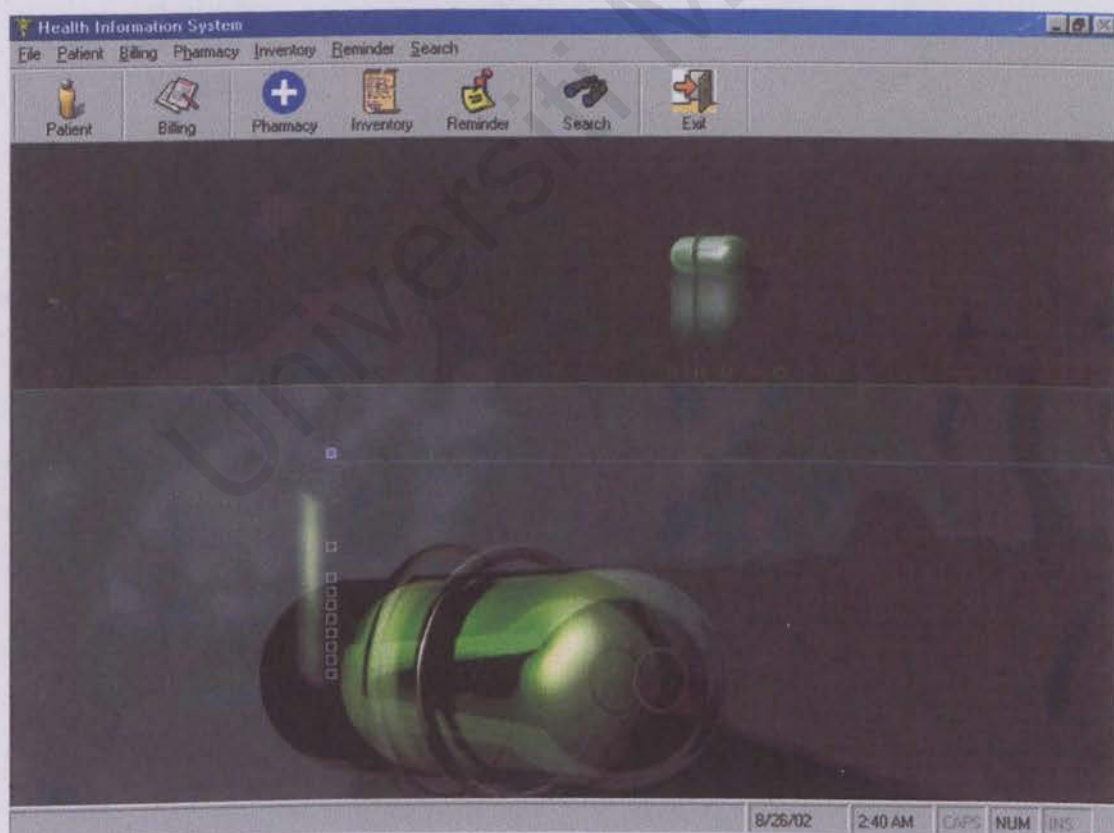 Health Information System
File Patient Billing Pharmacy Inventory Reminder Search
Patient Billing Pharmacy Inventory Reminder Search Exit
Universiti M
8/26/02 2:40 AM CAPS NUM INS